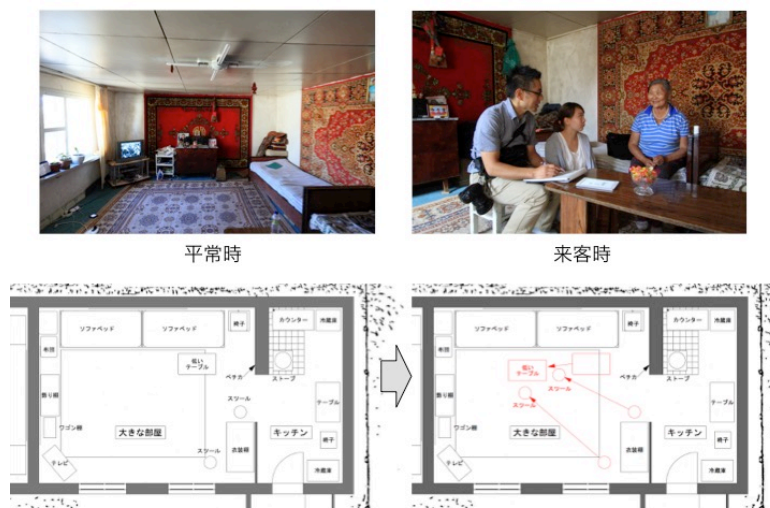 平常時
来客時
ソファベッド
ソファベッド
椅子
カウンター
冷蔵庫
布団
低い
テーブル
ペチカ
ストーブ
飾り棚
スツール
テーブル
ワゴン棚
大きな部屋
キッチン
スツール
衣装棚
椅子
テレビ
冷蔵庫
ソファベッド
ソファベッド
椅子
カウンター
冷蔵庫
布団
低い
テーブル
ペチカ
ストーブ
スツール
飾り棚
スツール
テーブル
ワゴン棚
大きな部屋
キッチン
衣装棚
椅子
テレビ
冷蔵庫